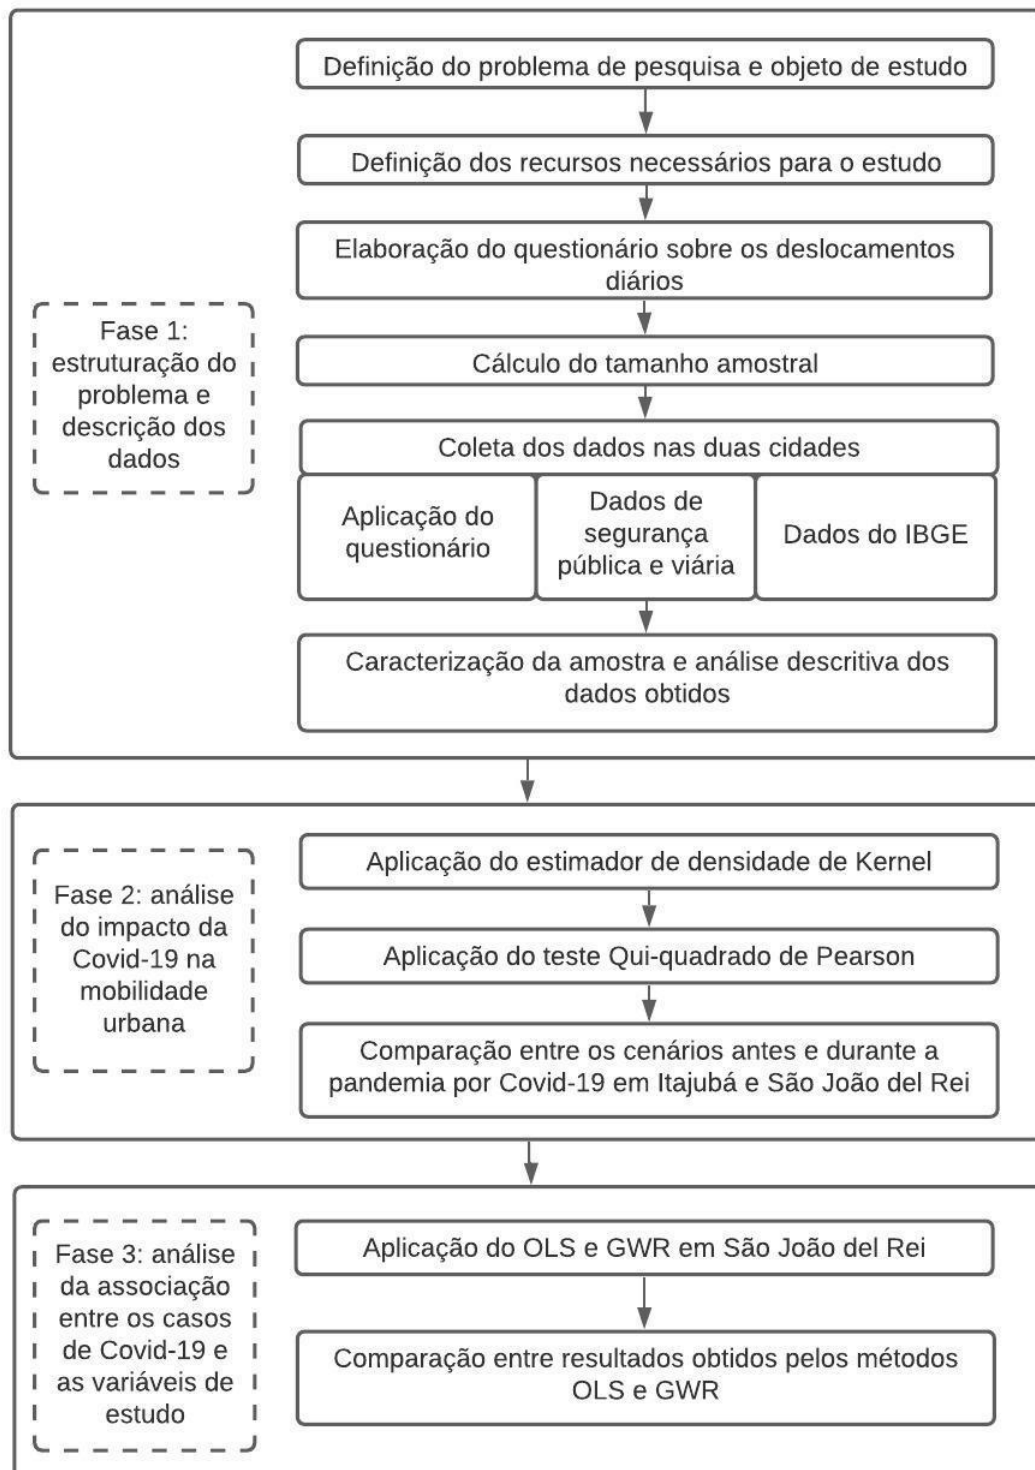 Definição do problema de pesquisa e objeto de estudo
Definição dos recursos necessários para o estudo
Elaboração do questionário sobre os deslocamentos
diários
Fase 1:
estruturação do
problema e
descrição dos
dados
Cálculo do tamanho amostral
Coleta dos dados nas duas cidades
Aplicação do
questionário
Dados de
segurança
pública e viária
Dados do IBGE
Caracterização da amostra e análise descritiva dos
dados obtidos
Fase 2: análise
do impacto da
Covid-19 na
mobilidade
urbana
Aplicação do estimador de densidade de Kernel
Aplicação do teste Qui-quadrado de Pearson
Comparação entre os cenários antes e durante a
pandemia por Covid-19 em Itajubá e São João del Rei
Fase 3: análise
da associação
entre os casos
de Covid-19 e
as variáveis de
estudo
Aplicação do OLS e GWR em São João del Rei
Comparação entre resultados obtidos pelos métodos
OLS e GWR